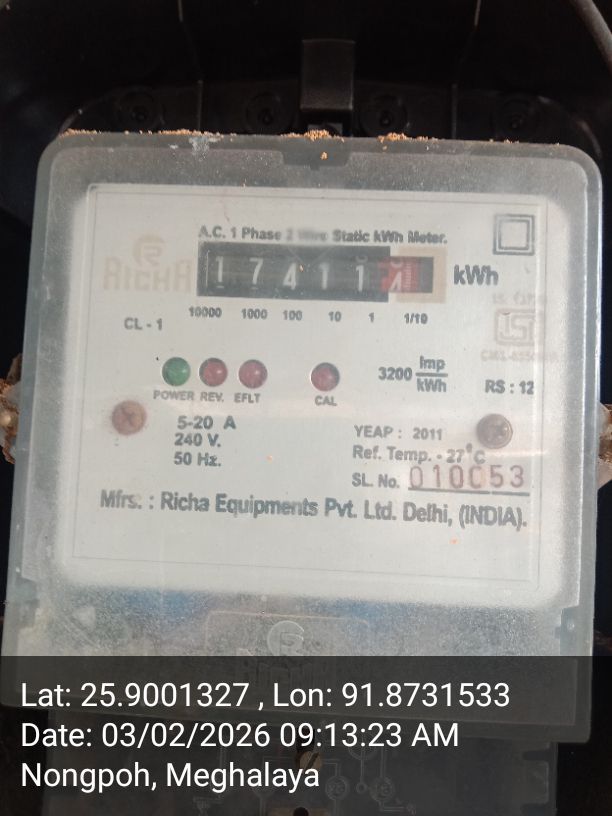 A.C. 1 Phase 2 Wire Static kWh Meter.
RICHA
1 7 4 1 1 4 kWh
10000 1000 100 10 1 1/10
CL - 1
3200 Imp/kWh
POWER REV. EFLT CAL
RS : 12
5-20 A
240 V.
50 Hz.
YEAP : 2011
Ref. Temp. - 27°C
SL. No. 010053
Mfrs. : Richa Equipments Pvt. Ltd. Delhi, (INDIA).
Lat: 25.9001327 , Lon: 91.8731533
Date: 03/02/2026 09:13:23 AM
Nongpoh, Meghalaya